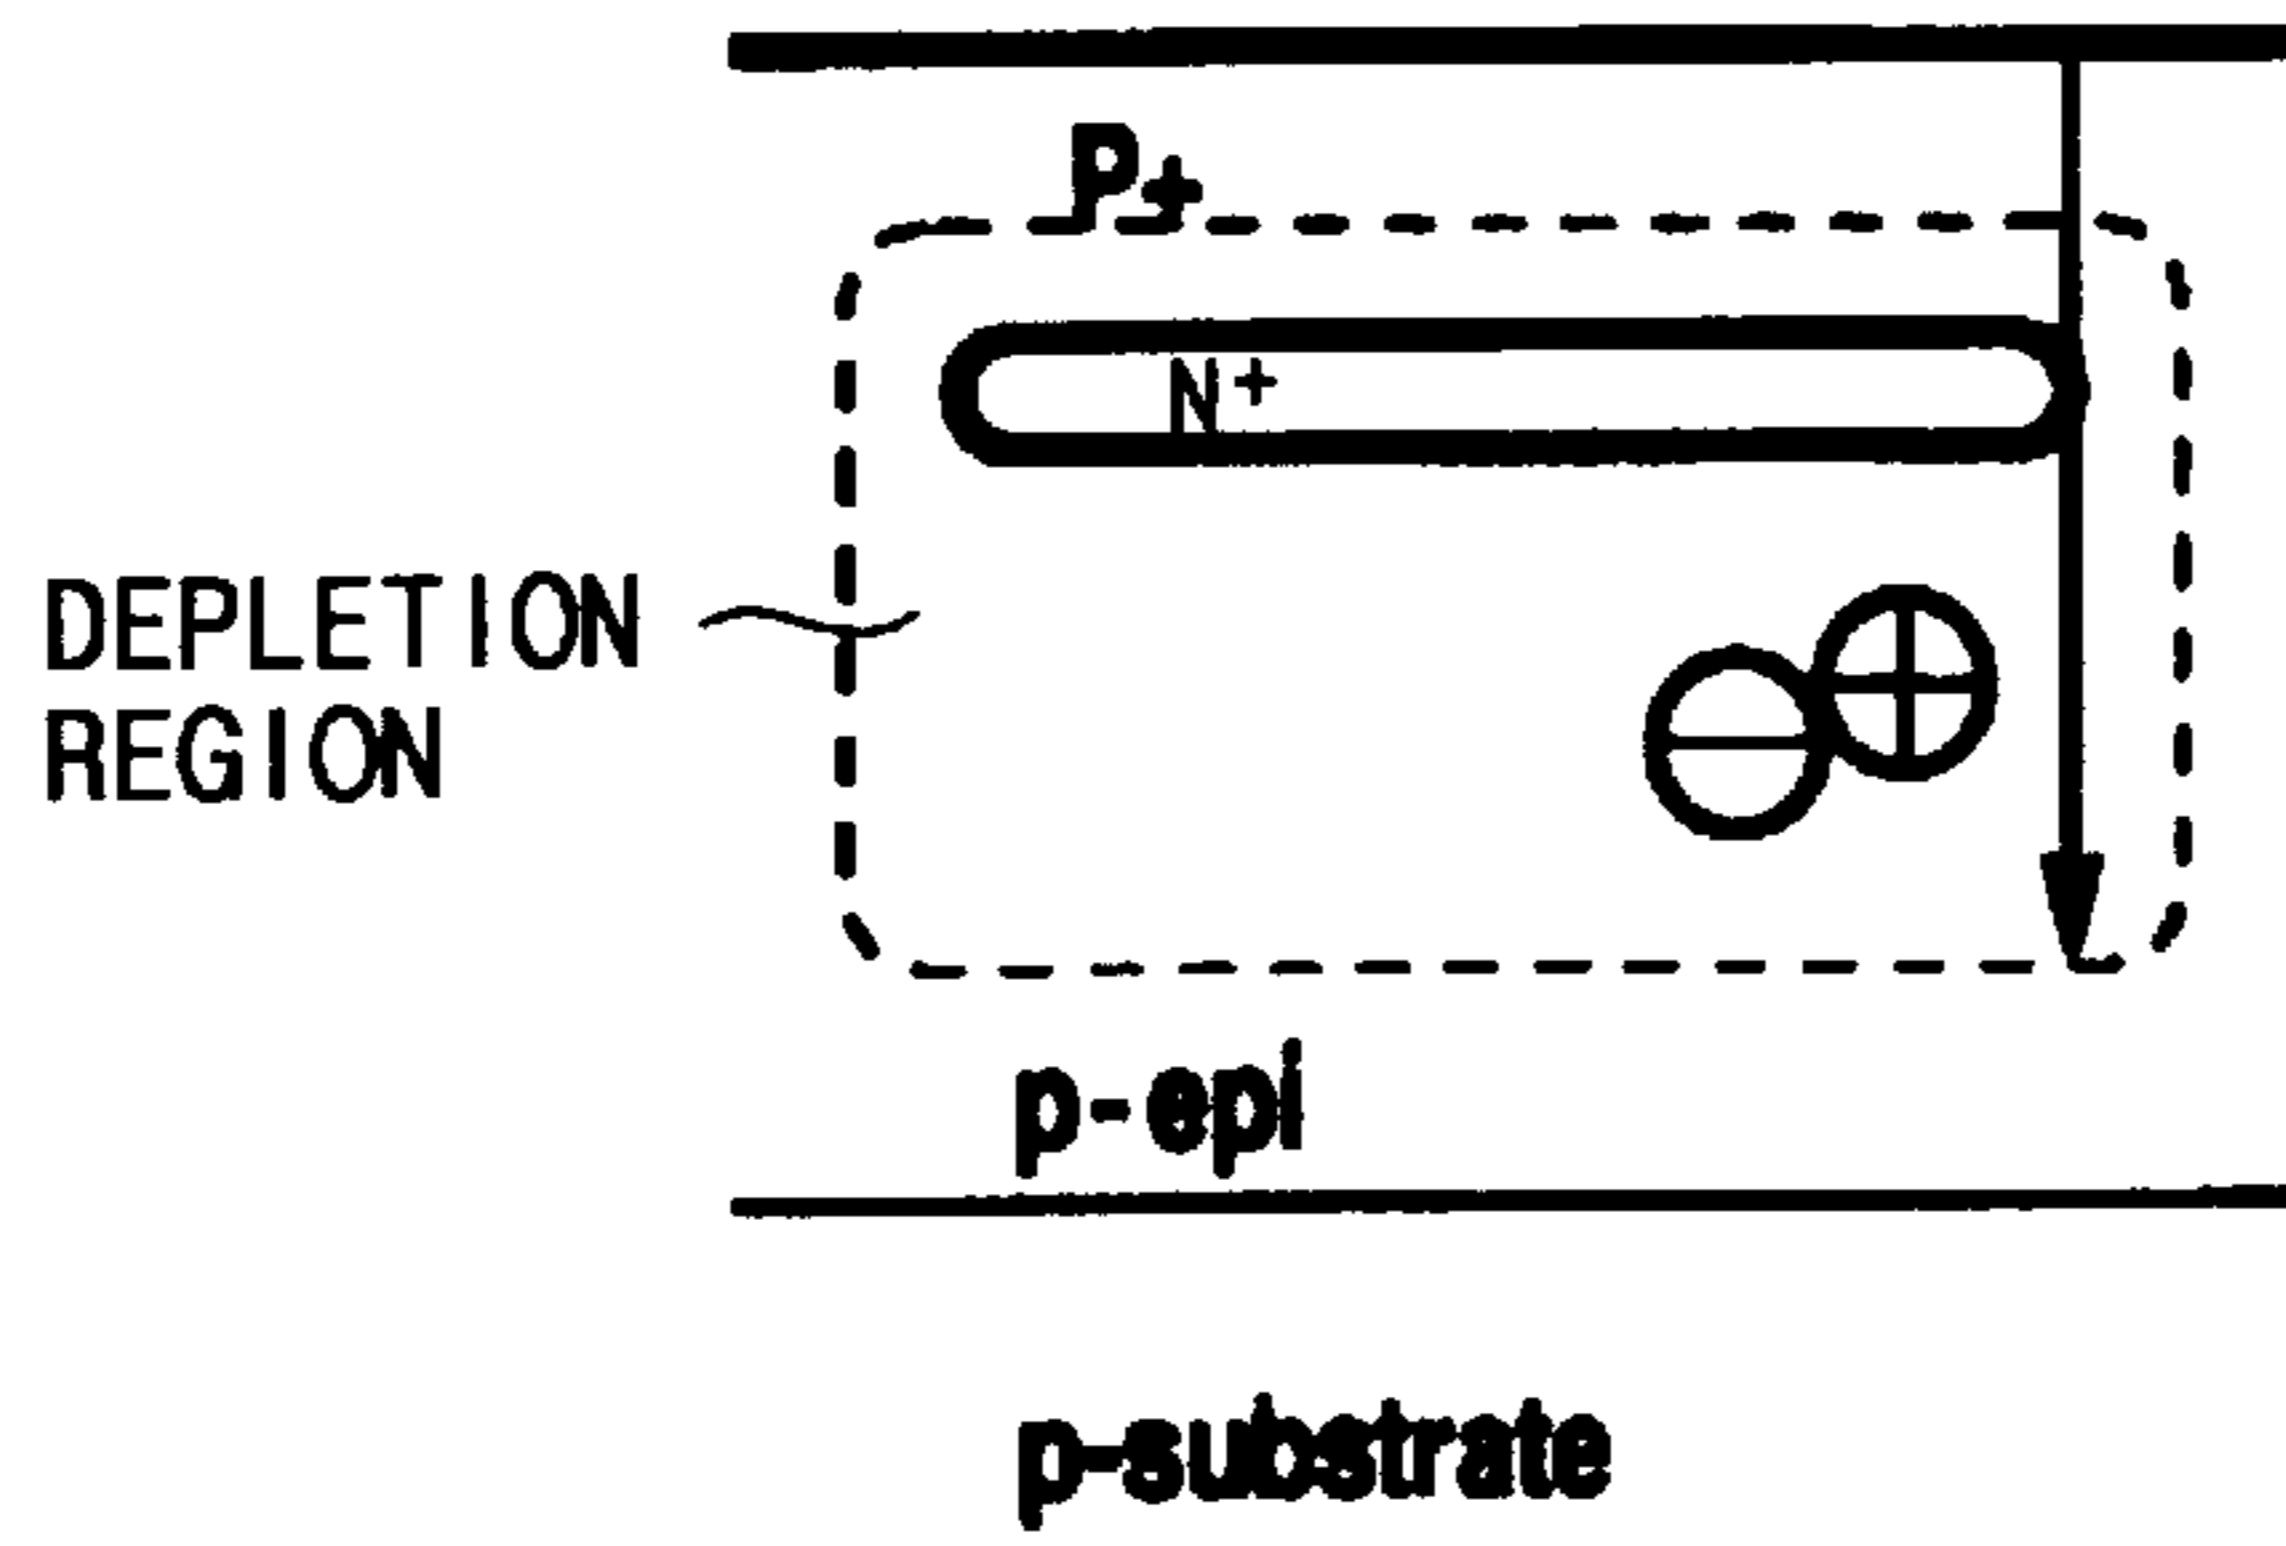 P+
N+
DEPLETION
REGION
p-epi
p-substrate